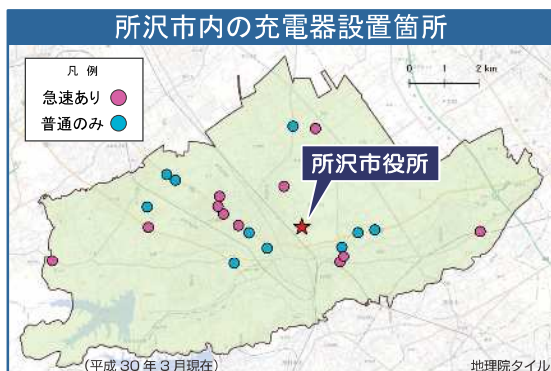 所沢市内の充電器設置箇所
凡 例
急速あり
普通のみ
0 1 2 km
所沢市役所
(平成 30 年 3 月現在)
地理院タイル